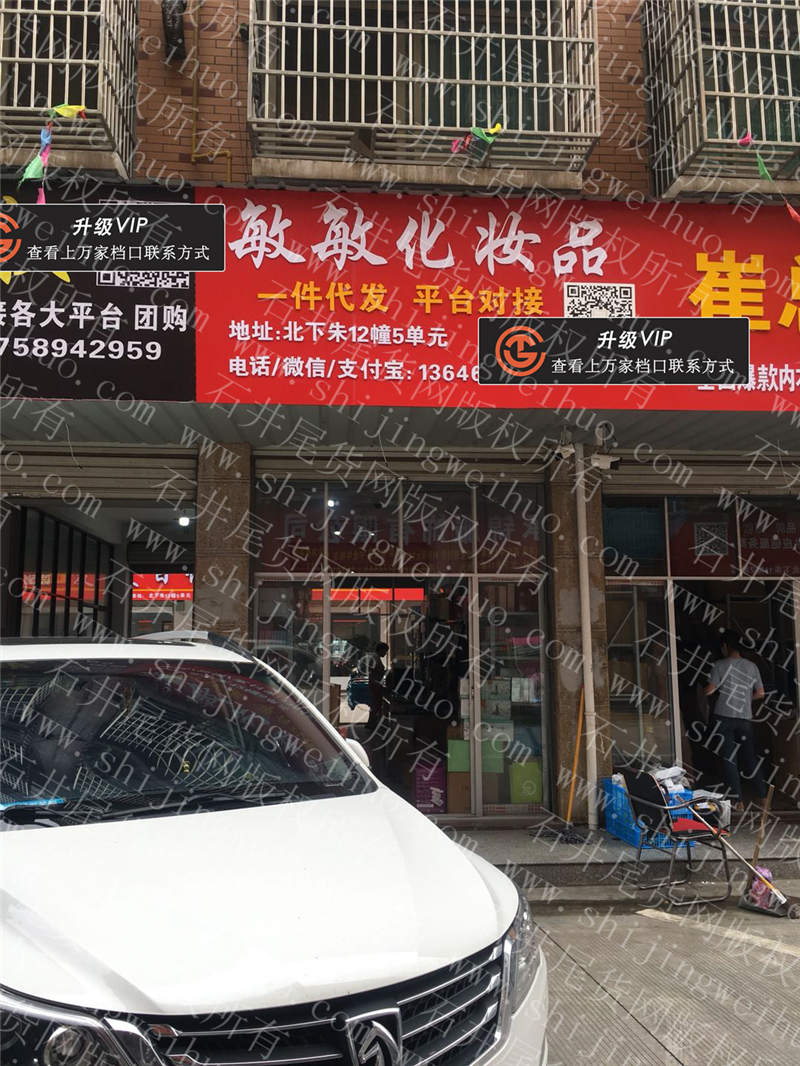 敏敏化妆品
一件代发 平台对接
地址:北下朱12幢5单元
电话/微信/支付宝: 13646
升级VIP
查看上万家档口联系方式
各大平台 团购
758942959
升级VIP
查看上万家档口联系方式
崔
爆款内
石井尾货网版权所有
www.shijingweihuo.com